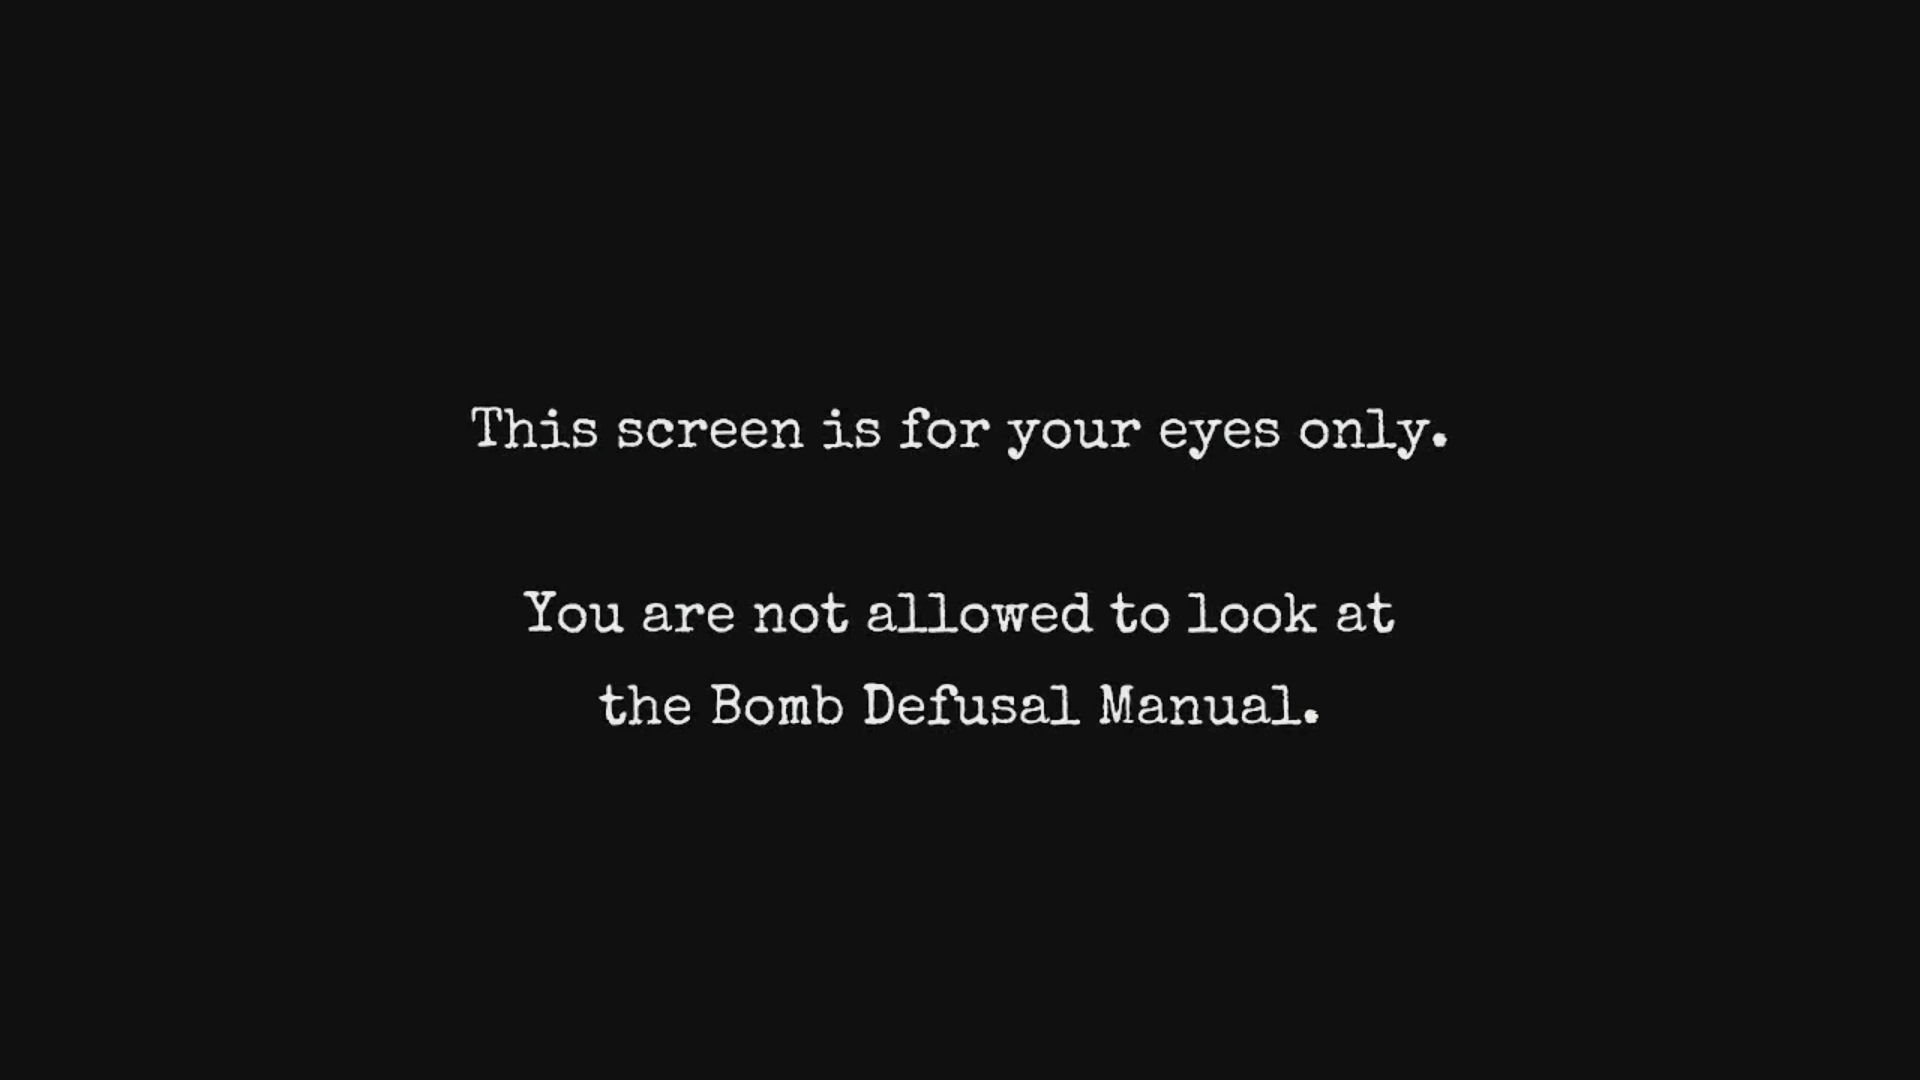 This screen is for your eyes only.
You are not allowed to look at
the Bomb Defusal Manual.